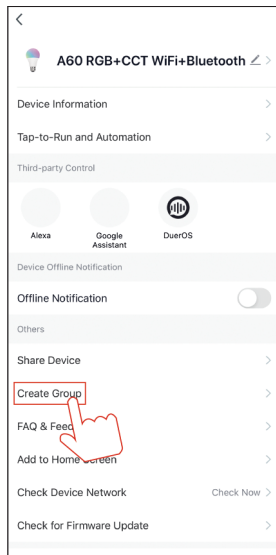 A60 RGB+CCT WiFi+Bluetooth
Device Information
Tap-to-Run and Automation
Third-party Control
Alexa
Google
Assistant
DuerOS
Device Offline Notification
Offline Notification
Others
Share Device
Create Group
FAQ & Feed
Add to Home Screen
Check Device Network Check Now
Check for Firmware Update